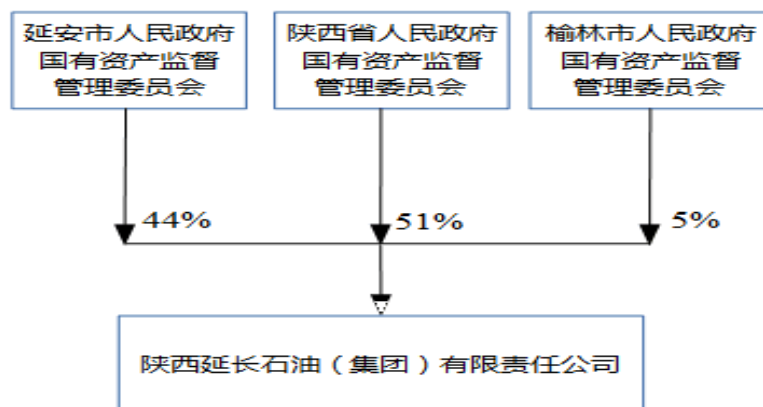 延安市人民政府
国有资产监督
管理委员会
陕西省人民政府
国有资产监督
管理委员会
榆林市人民政府
国有资产监督
管理委员会
44%
51%
5%
陕西延长石油（集团）有限责任公司